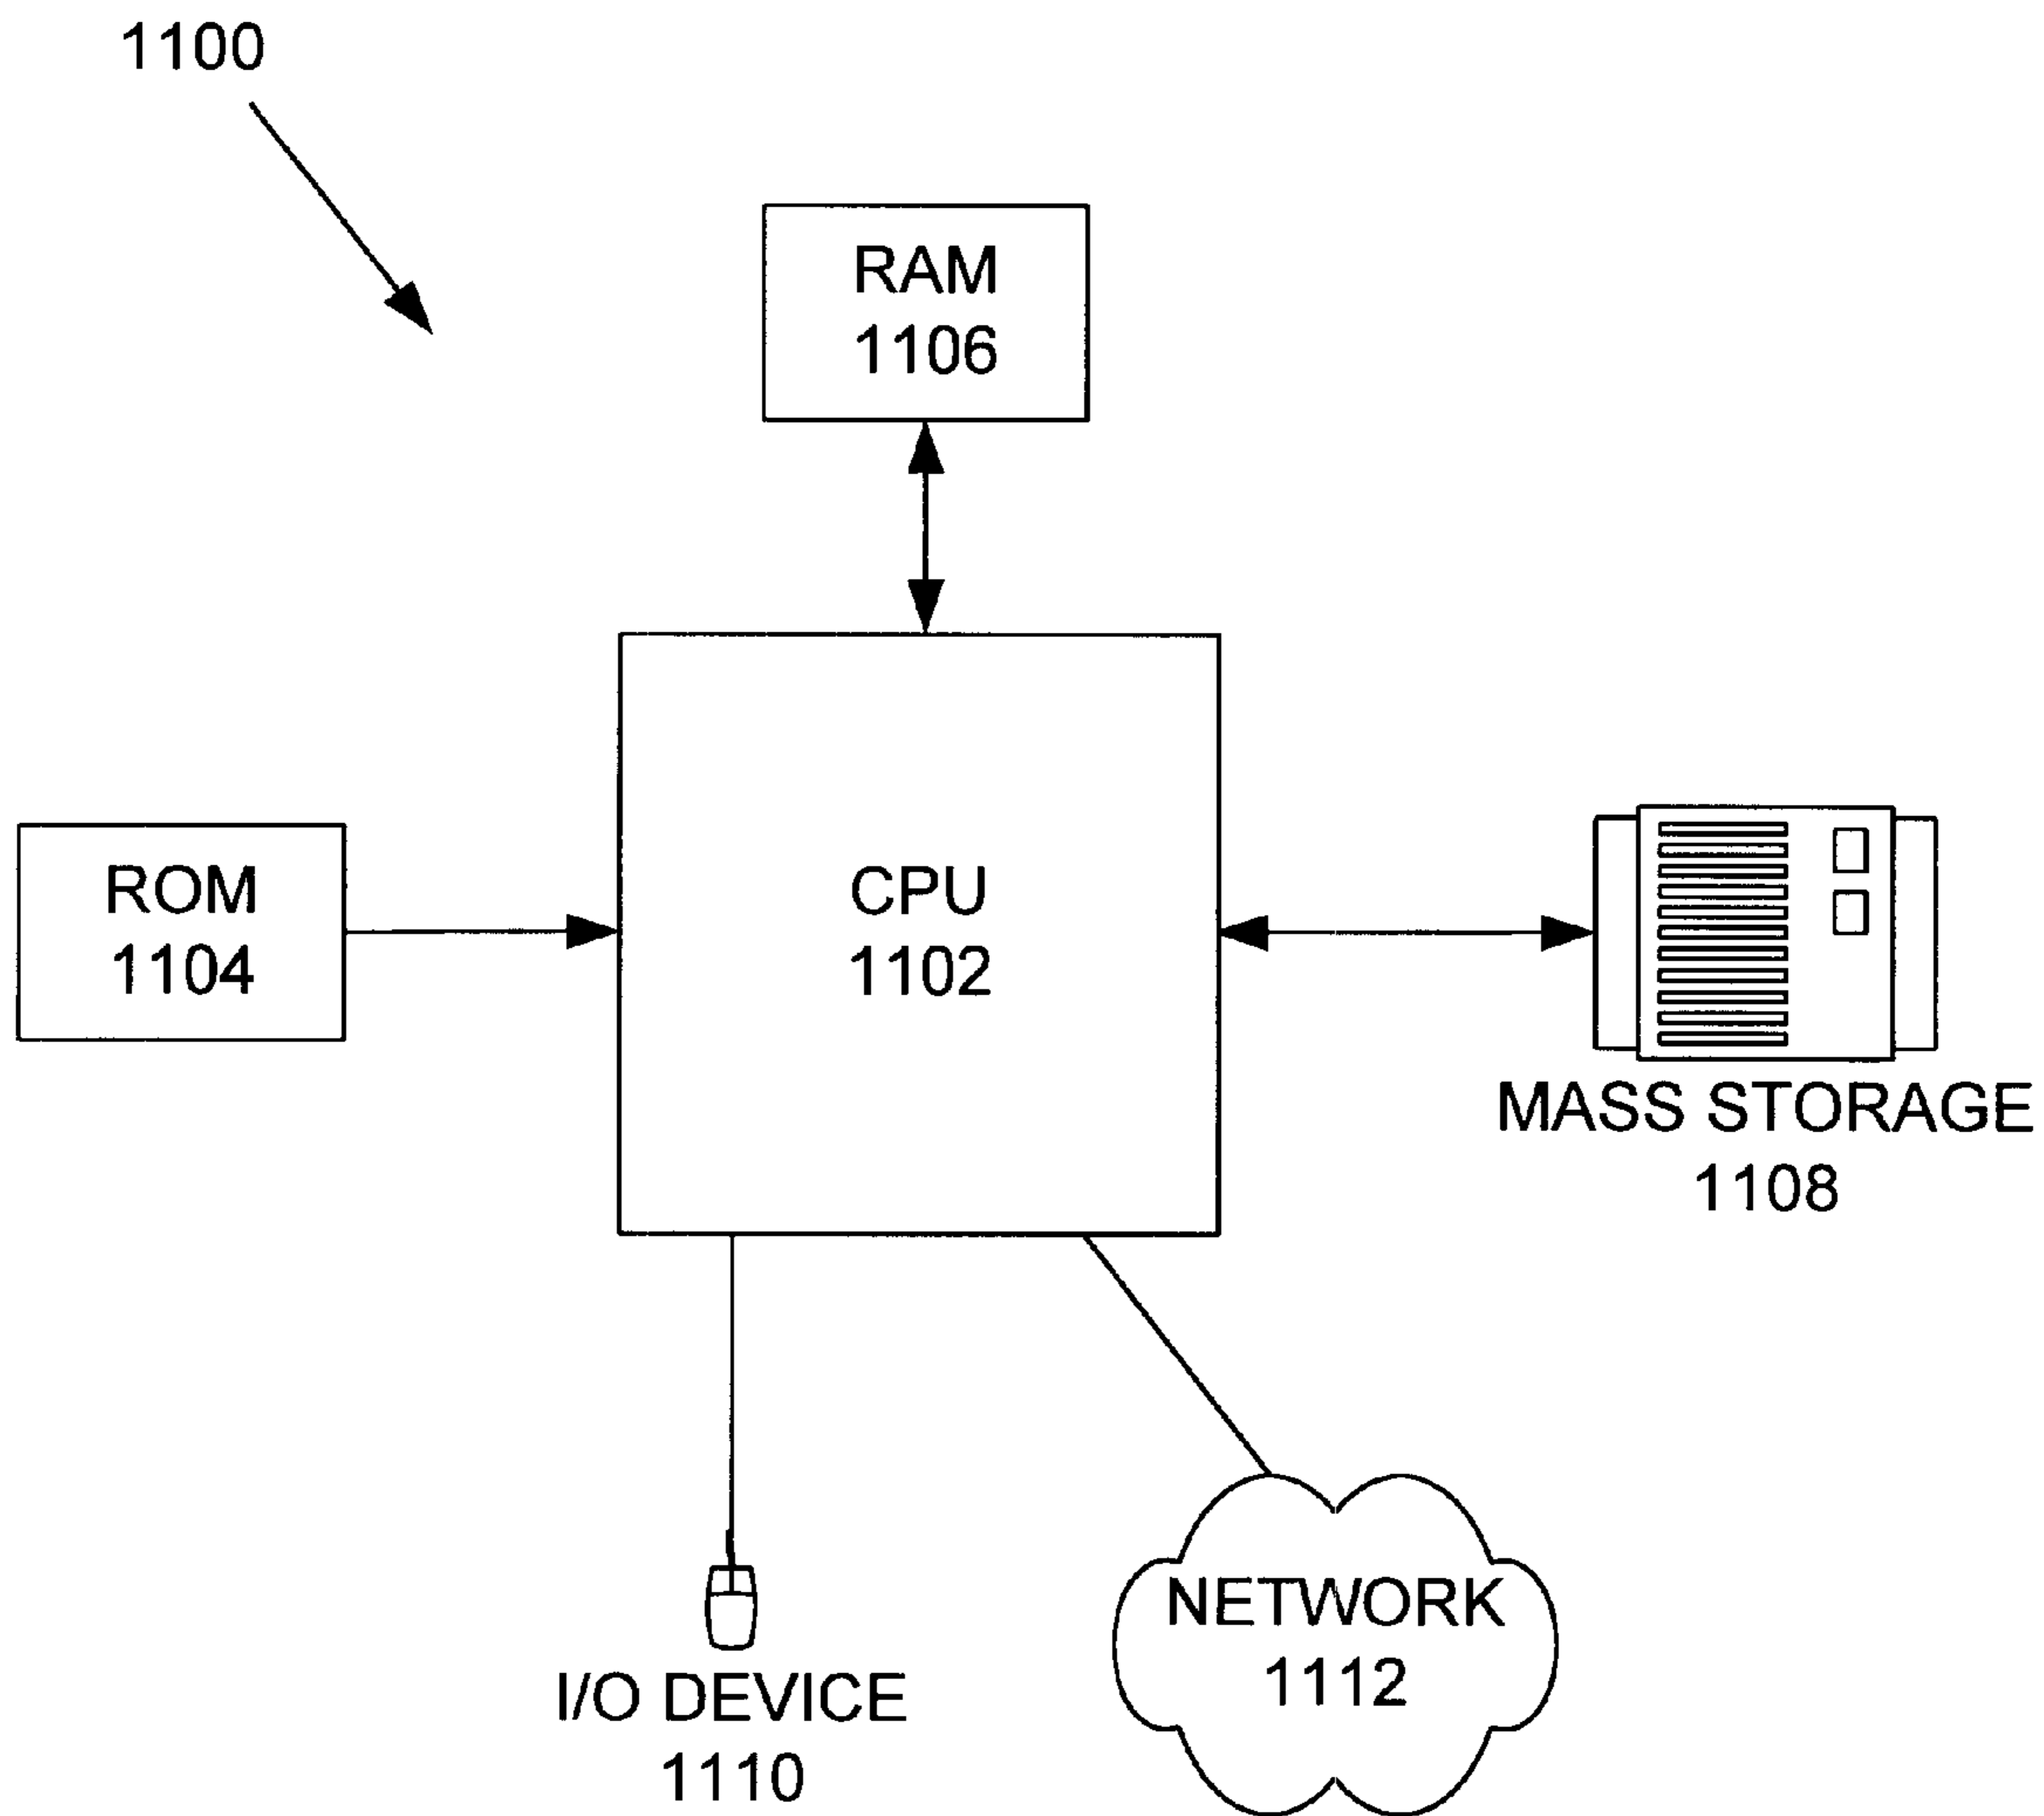 1100
RAM
1106
ROM
1104
CPU
1102
MASS STORAGE
1108
I/O DEVICE
1110
NETWORK
1112